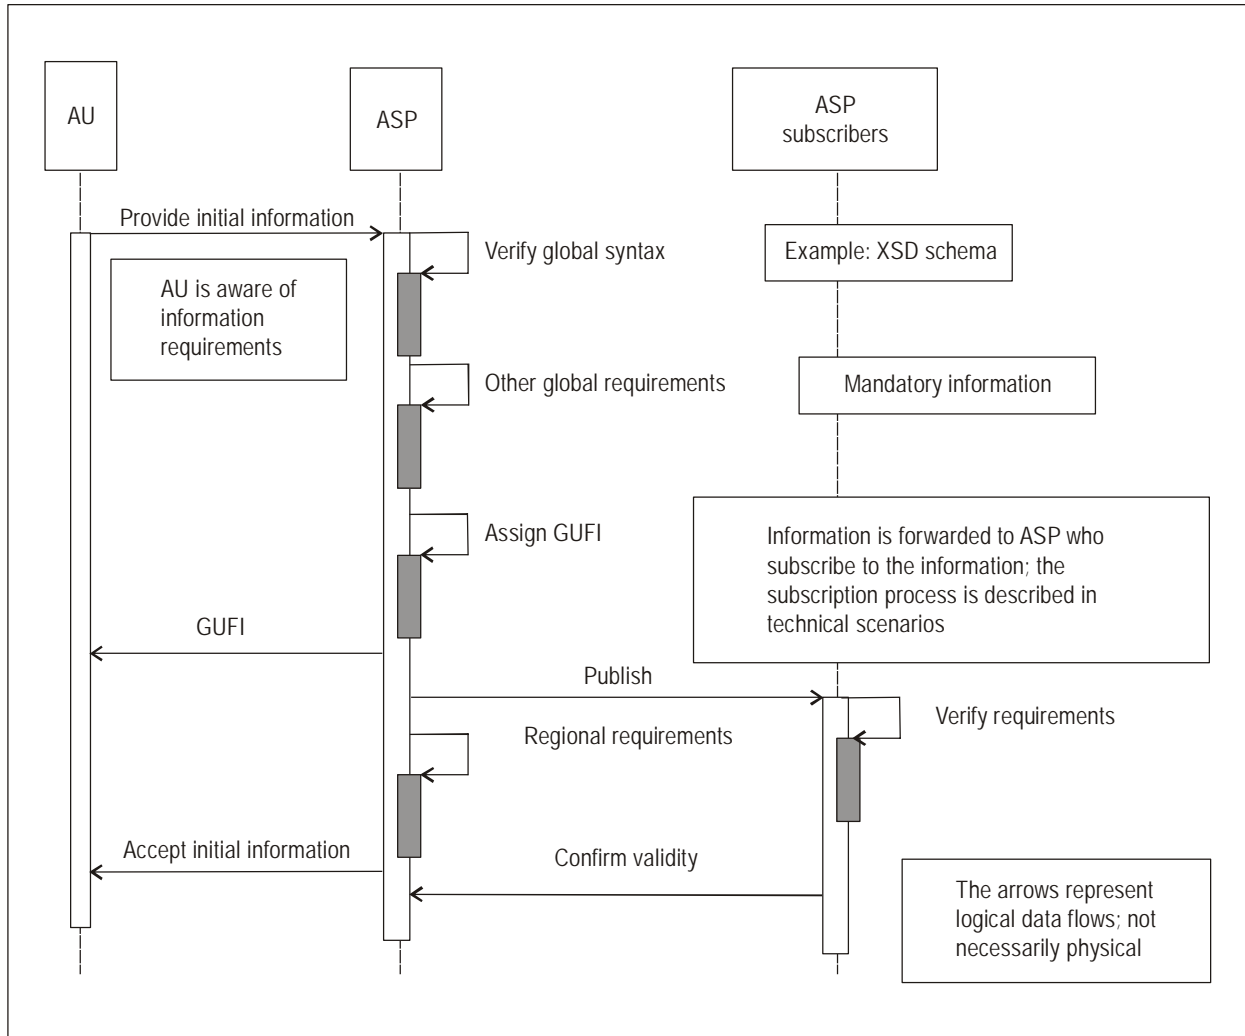 AU
ASP
ASP
subscribers
Provide initial information
Verify global syntax
Example: XSD schema
AU is aware of
information
requirements
Other global requirements
Mandatory information
Assign GUFI
Information is forwarded to ASP who
subscribe to the information; the
subscription process is described in
technical scenarios
GUFI
Publish
Verify requirements
Regional requirements
Accept initial information
Confirm validity
The arrows represent
logical data flows; not
necessarily physical